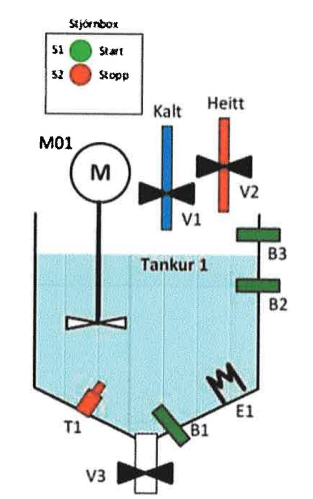 Stjórnbox
S1 Start
S2 Stopp
Kalt
Heitt
M01
M
V1
V2
Tankur 1
B3
B2
T1
B1
E1
V3